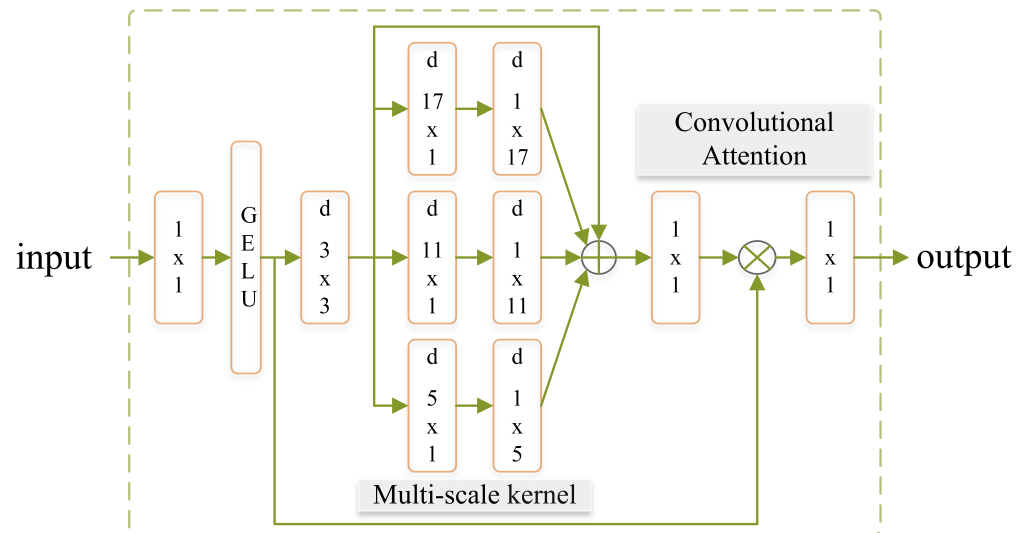 input
1
x
1
G
E
L
U
d
3
x
3
d
17
x
1
d
1
x
17
d
11
x
1
d
1
x
11
d
5
x
1
d
1
x
5
Multi-scale kernel
Convolutional
Attention
1
x
1
1
x
1
output